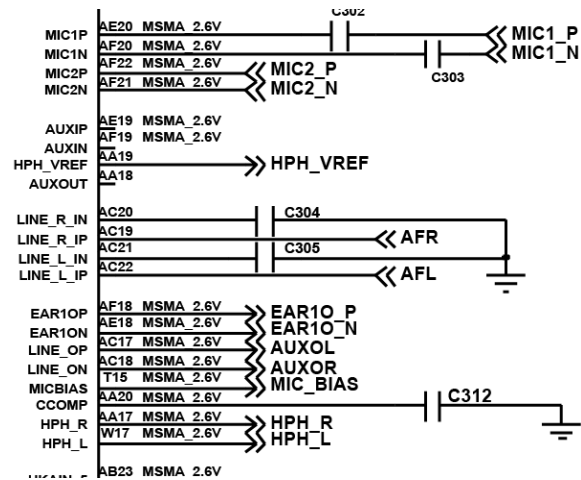 C302
MIC1P AE20 MSMA_2.6V MIC1_P
MIC1N AF20 MSMA_2.6V C303 MIC1_N
MIC2P AF22 MSMA_2.6V MIC2_P
MIC2N AF21 MSMA_2.6V MIC2_N
AUXIP AE19 MSMA_2.6V
AUXIN AF19 MSMA_2.6V
HPH_VREF AA19 HPH_VREF
AUXOUT AA18
LINE_R_IN AC20 C304
LINE_R_IP AC19 AFR
LINE_L_IN AC21 C305
LINE_L_IP AC22 AFL
EAR1OP AF18 MSMA_2.6V EAR1O_P
EAR1ON AE18 MSMA_2.6V EAR1O_N
LINE_OP AC17 MSMA_2.6V AUXOL
LINE_ON AC18 MSMA_2.6V AUXOR
MICBIAS T15 MSMA_2.6V MIC_BIAS
CCOMP AA20 MSMA_2.6V C312
HPH_R AA17 MSMA_2.6V HPH_R
HPH_L W17 MSMA_2.6V HPH_L
AB23 MSMA_2.6V